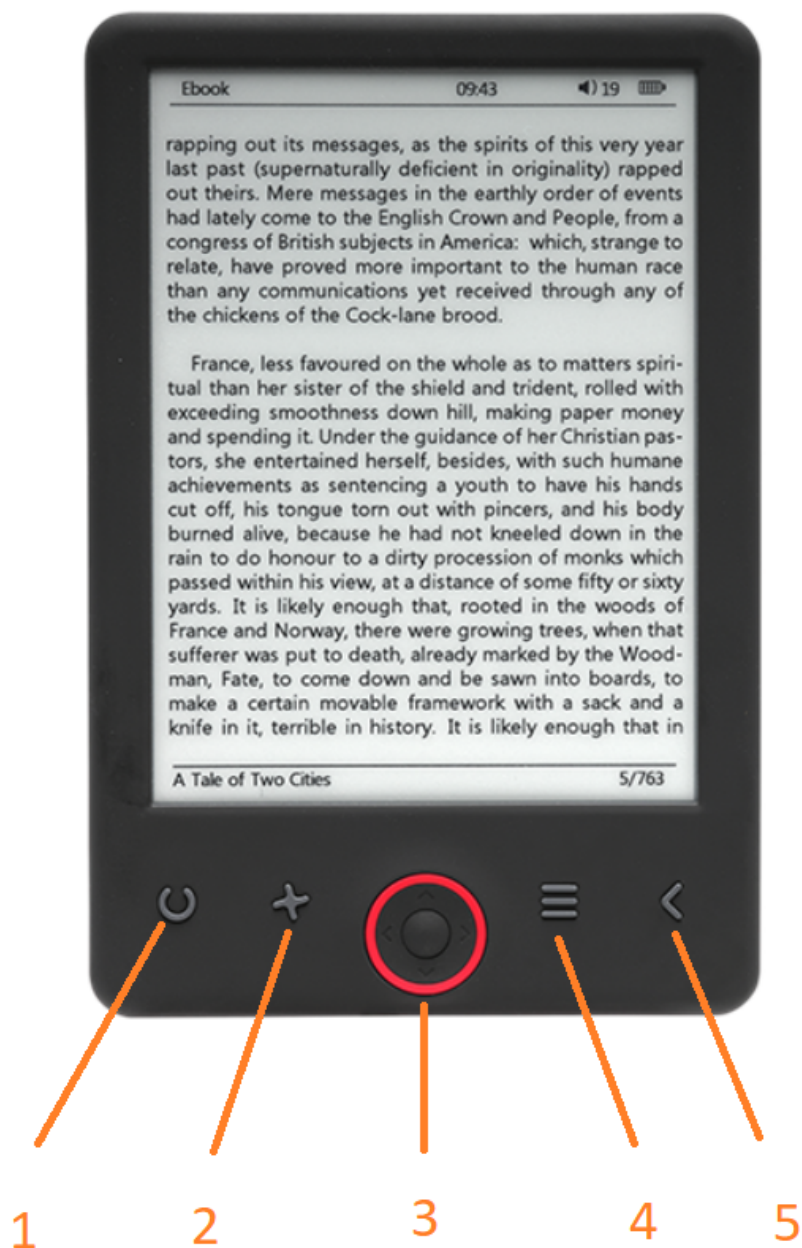 Ebook 09:43 19
rapping out its messages, as the spirits of this very year
last past (supernaturally deficient in originality) rapped
out theirs. Mere messages in the earthly order of events
had lately come to the English Crown and People, from a
congress of British subjects in America: which, strange to
relate, have proved more important to the human race
than any communications yet received through any of
the chickens of the Cock-lane brood.
France, less favoured on the whole as to matters spiri-
tual than her sister of the shield and trident, rolled with
exceeding smoothness down hill, making paper money
and spending it. Under the guidance of her Christian pas-
tors, she entertained herself, besides, with such humane
achievements as sentencing a youth to have his hands
cut off, his tongue torn out with pincers, and his body
burned alive, because he had not kneeled down in the
rain to do honour to a dirty procession of monks which
passed within his view, at a distance of some fifty or sixty
yards. It is likely enough that, rooted in the woods of
France and Norway, there were growing trees, when that
sufferer was put to death, already marked by the Wood-
man, Fate, to come down and be sawn into boards, to
make a certain movable framework with a sack and a
knife in it, terrible in history. It is likely enough that in
A Tale of Two Cities 5/763
1 2 3 4 5